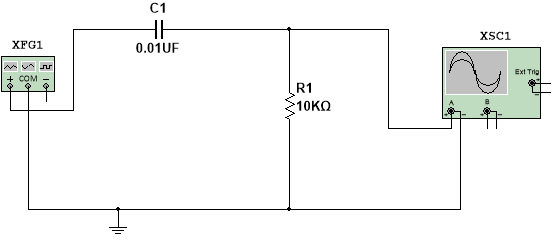 C1
0.01UF
XFG1
COM
R1
10KΩ
XSC1
Ext Trig
A
B